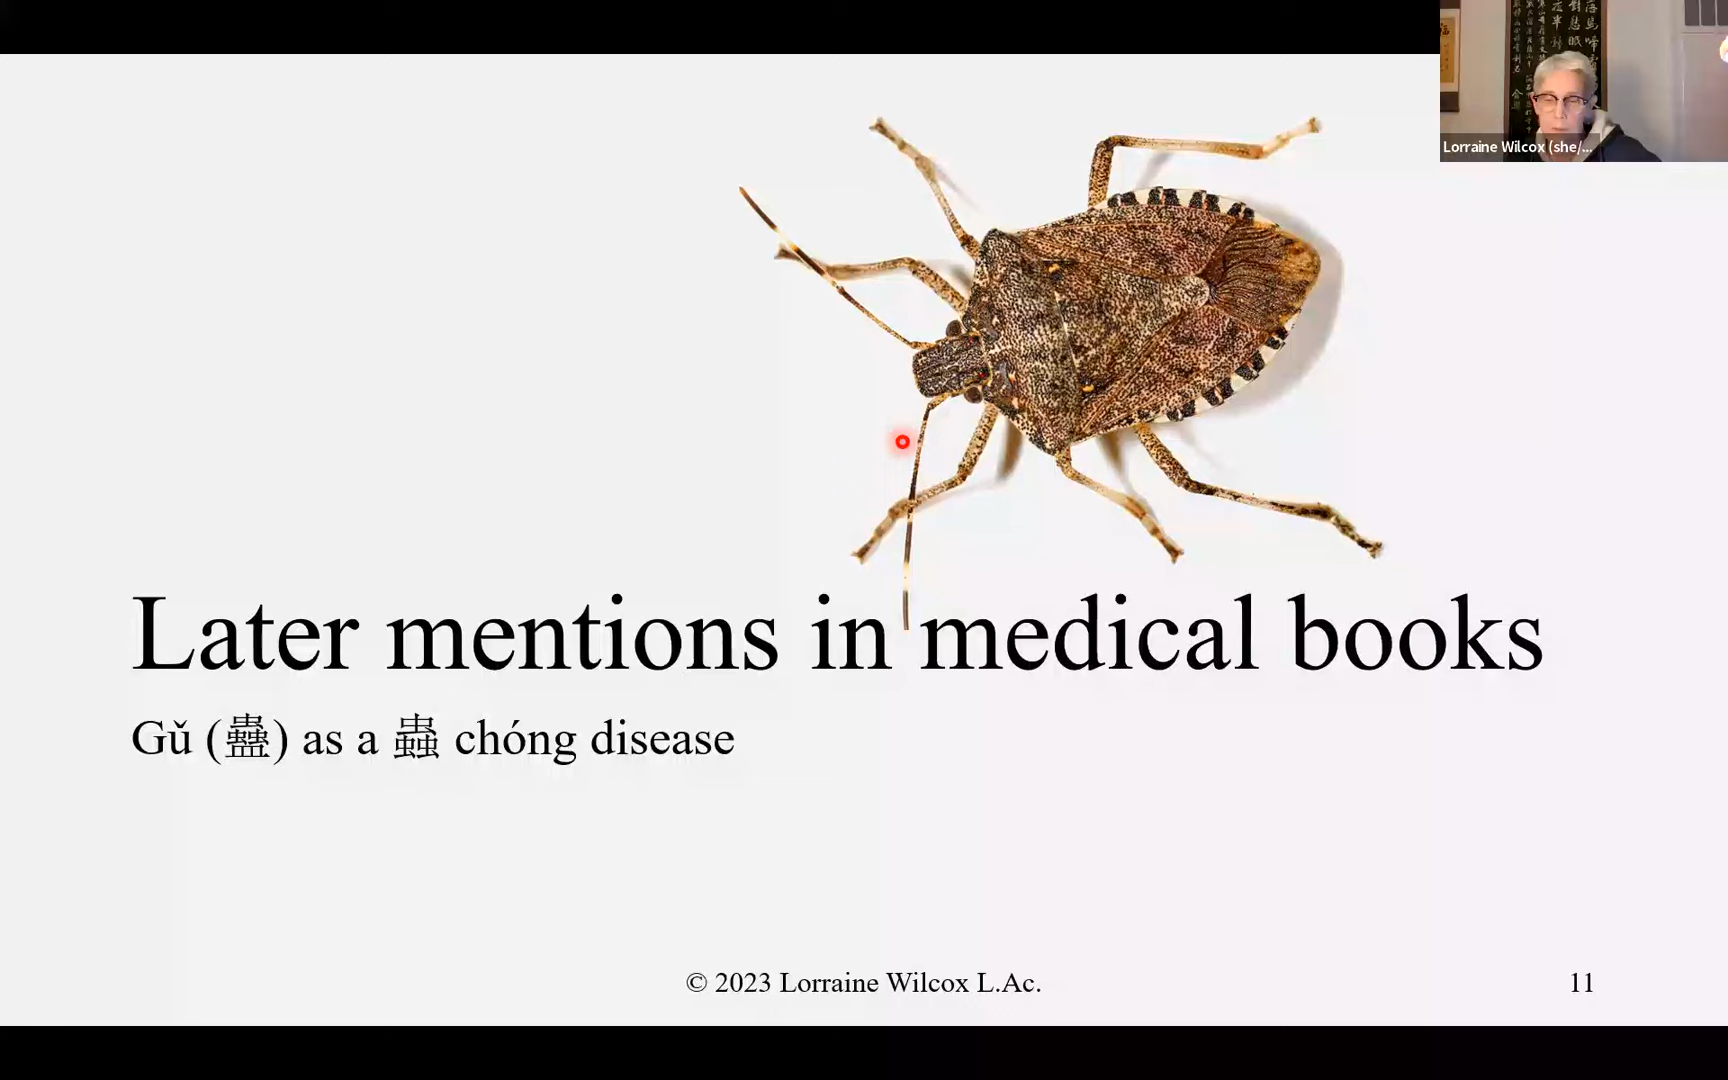 Lorraine Wilcox (she/...
Later mentions in medical books
Gǔ (蠱) as a 蟲 chóng disease
© 2023 Lorraine Wilcox L.Ac.
11